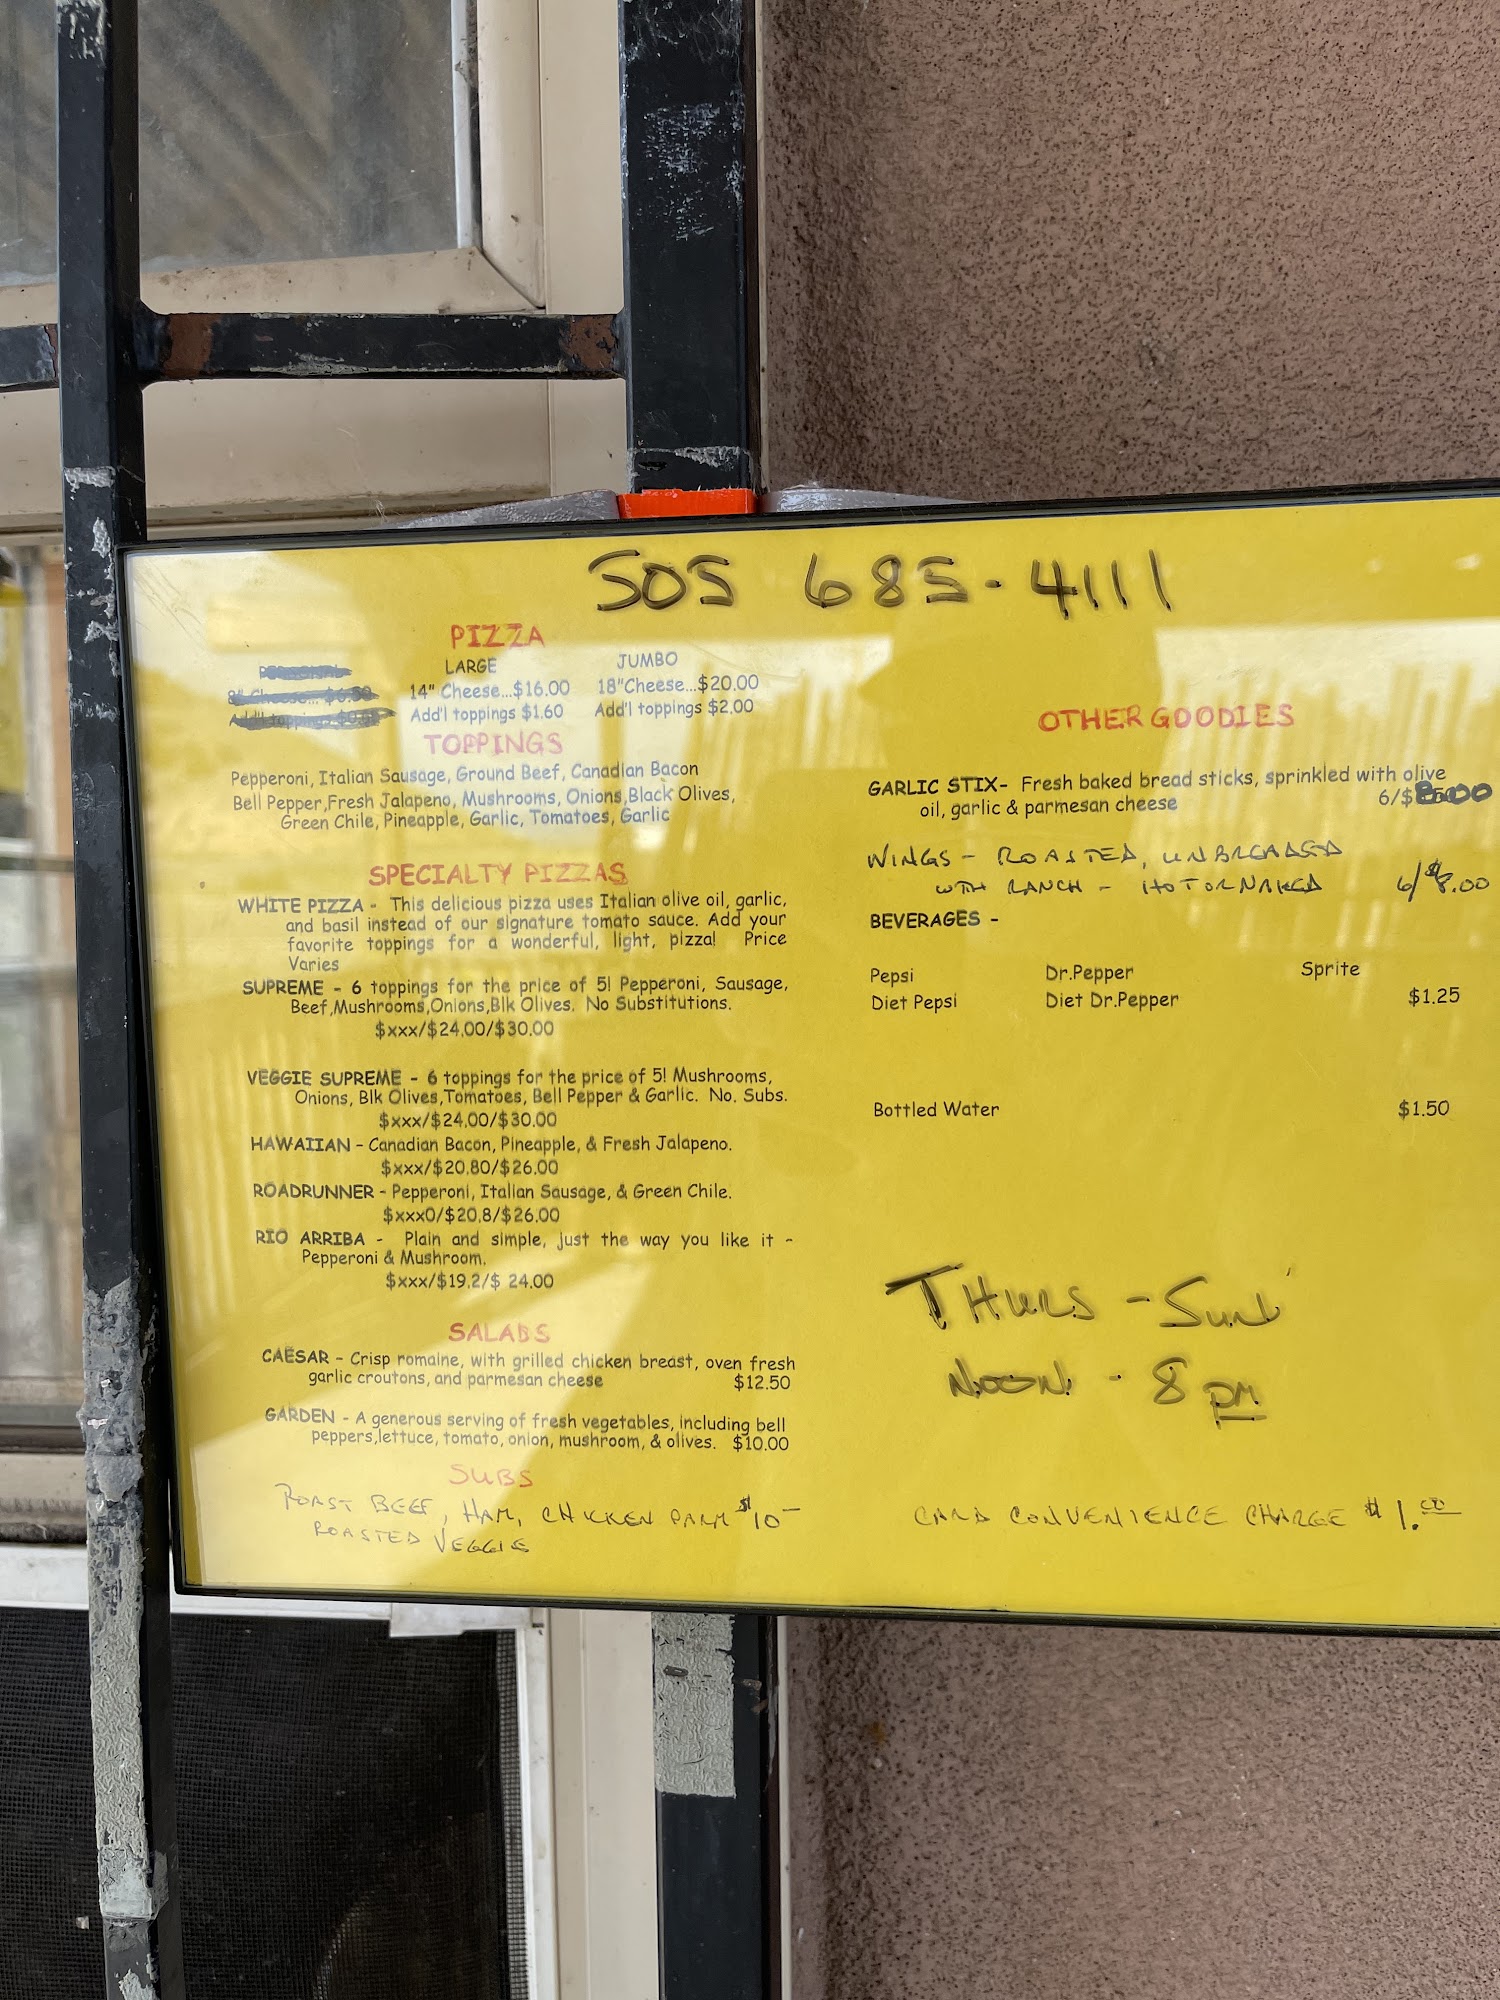 505 685-4111
PIZZA
LARGE JUMBO
8" Cheese... $6.50 14" Cheese...$16.00 18"Cheese...$20.00
Add'l toppings Add'l toppings $1.60 Add'l toppings $2.00
TOPPINGS
Pepperoni, Italian Sausage, Ground Beef, Canadian Bacon
Bell Pepper,Fresh Jalapeno, Mushrooms, Onions,Black Olives,
Green Chile, Pineapple, Garlic, Tomatoes, Garlic
SPECIALTY PIZZAS
WHITE PIZZA - This delicious pizza uses Italian olive oil, garlic,
and basil instead of our signature tomato sauce. Add your
favorite toppings for a wonderful, light, pizza! Price
Varies
SUPREME - 6 toppings for the price of 5! Pepperoni, Sausage,
Beef,Mushrooms,Onions,Blk Olives. No Substitutions.
$xxx/$24.00/$30.00
VEGGIE SUPREME - 6 toppings for the price of 5! Mushrooms,
Onions, Blk Olives,Tomatoes, Bell Pepper & Garlic. No. Subs.
$xxx/$24.00/$30.00
HAWAIIAN - Canadian Bacon, Pineapple, & Fresh Jalapeno.
$xxx/$20.80/$26.00
ROADRUNNER - Pepperoni, Italian Sausage, & Green Chile.
$xxx0/$20.8/$26.00
RIO ARRIBA - Plain and simple, just the way you like it -
Pepperoni & Mushroom.
$xxx/$19.2/$ 24.00
SALADS
CAESAR - Crisp romaine, with grilled chicken breast, oven fresh
garlic croutons, and parmesan cheese $12.50
GARDEN - A generous serving of fresh vegetables, including bell
peppers,lettuce, tomato, onion, mushroom, & olives. $10.00
SUBS
ROAST BEEF, HAM, CHICKEN PARM $10-
ROASTED VEGGIE
OTHER GOODIES
GARLIC STIX- Fresh baked bread sticks, sprinkled with olive
oil, garlic & parmesan cheese 6/$8.00
WINGS - ROASTED, UNBREADED
WITH RANCH - HOT OR NAKED 6/$8.00
BEVERAGES -
Pepsi Dr.Pepper Sprite
Diet Pepsi Diet Dr.Pepper $1.25
Bottled Water $1.50
THURS - SUN
NOON - 8 PM
CARD CONVENIENCE CHARGE $1.00